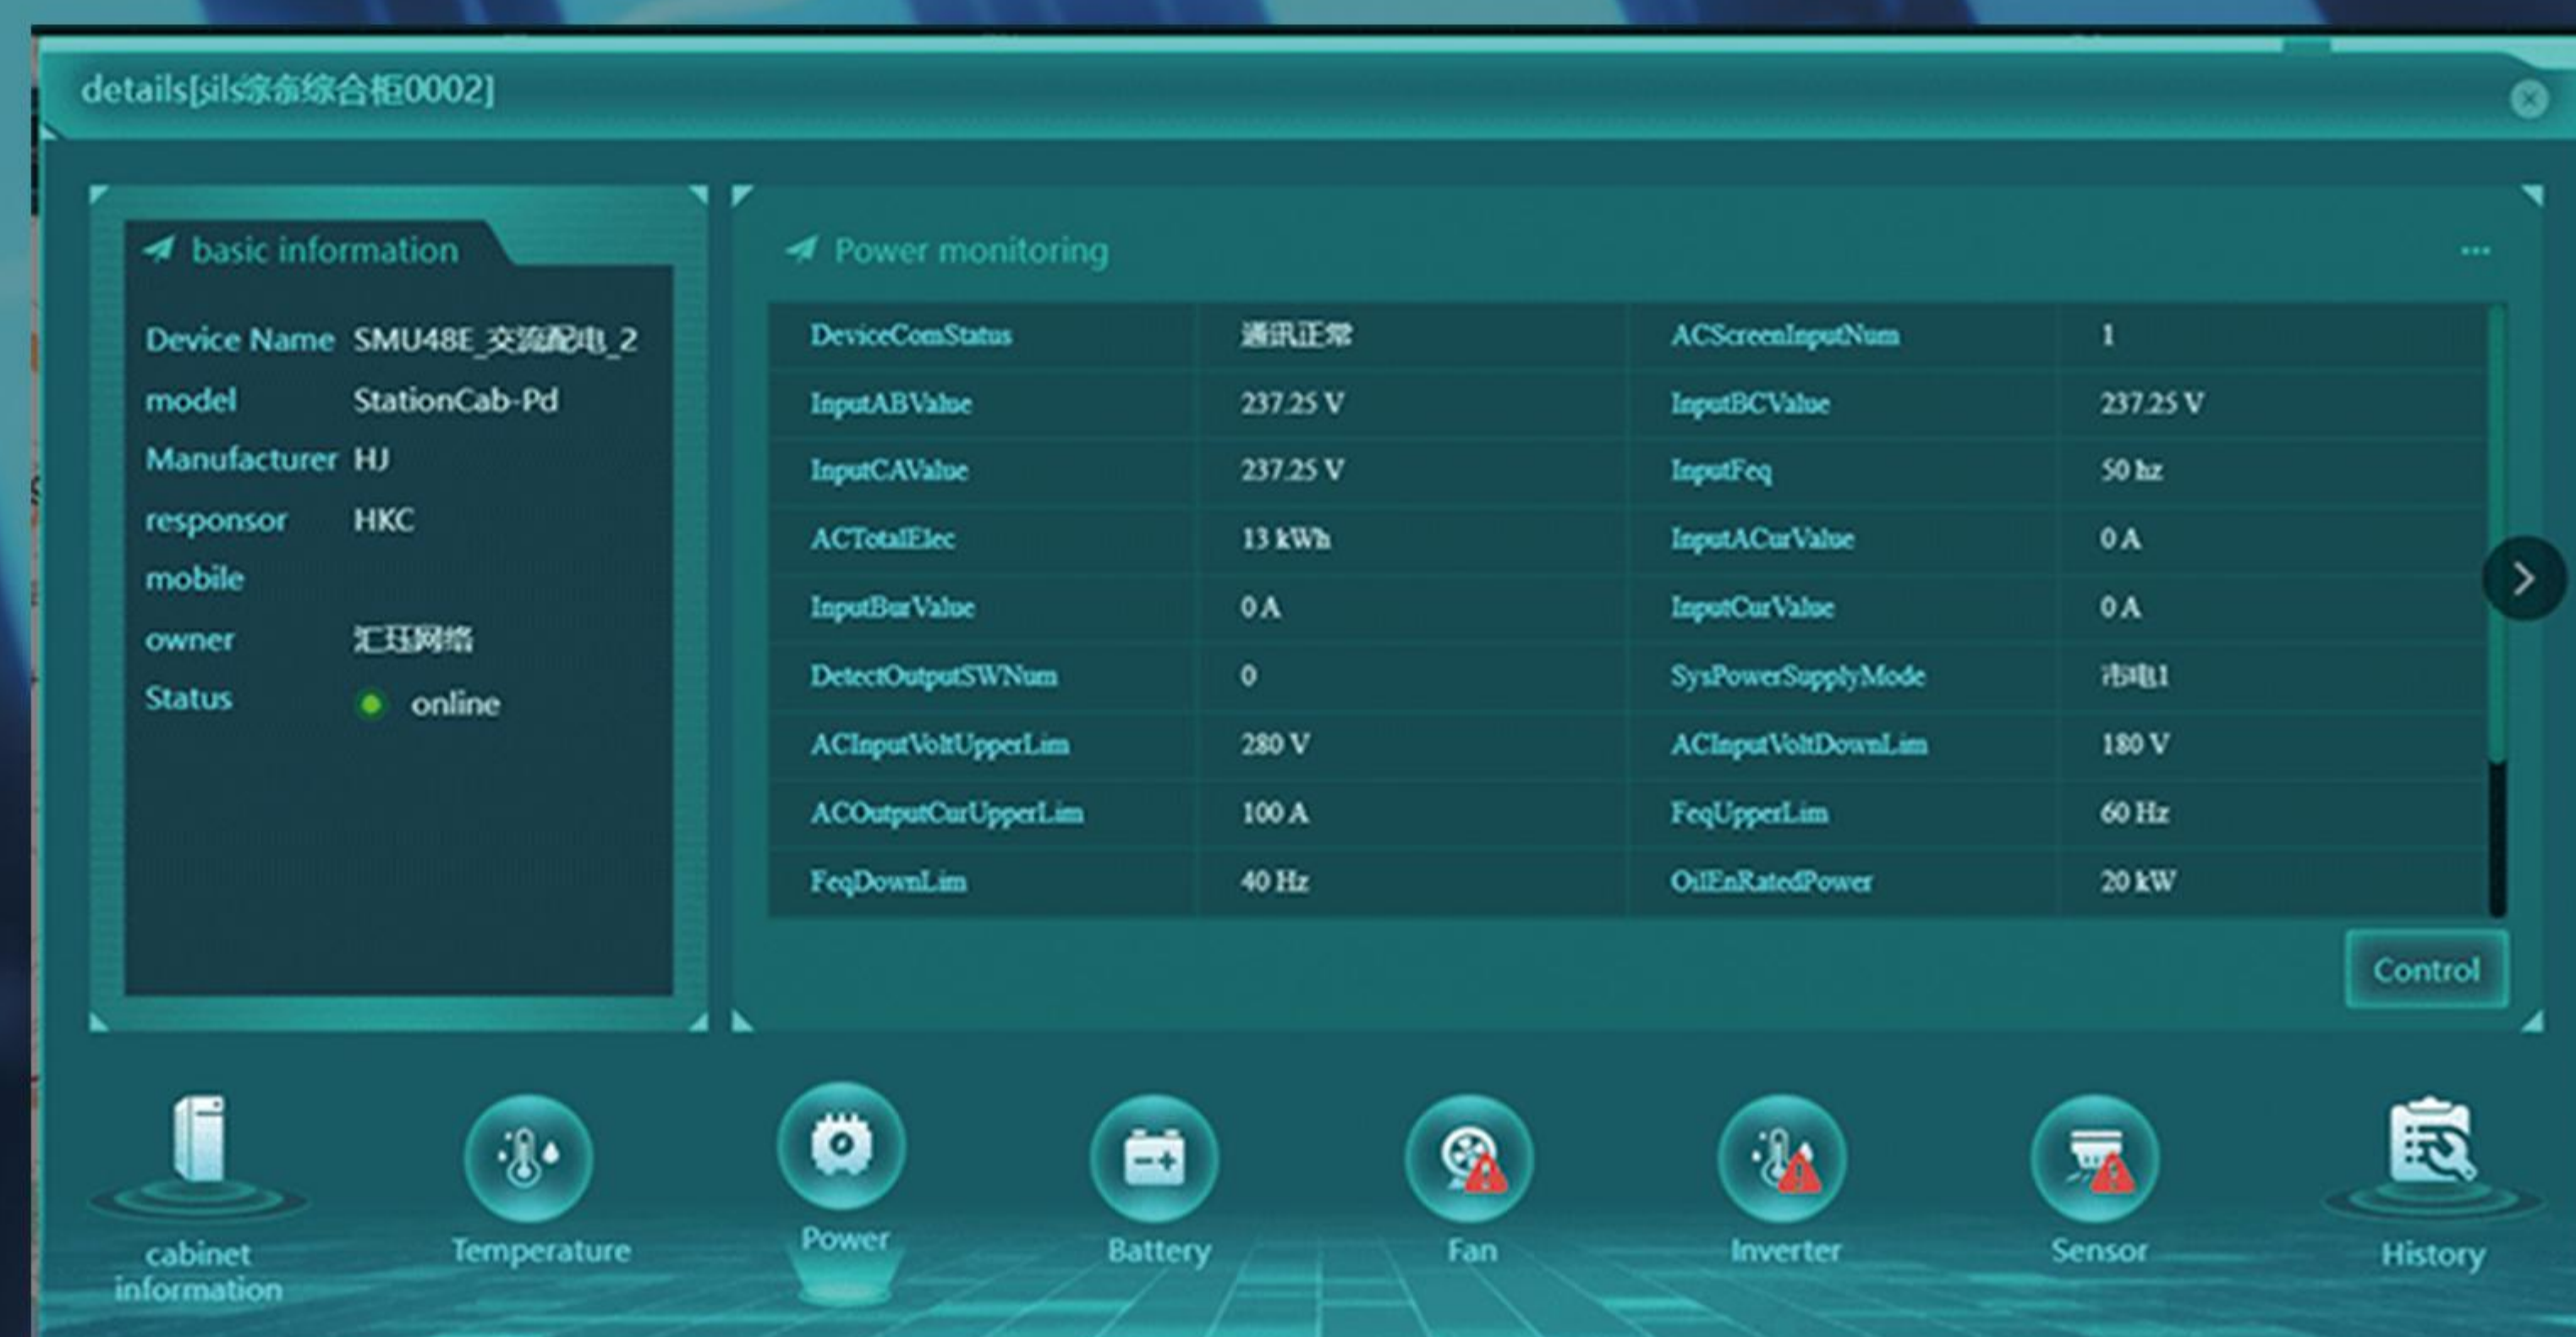 details[sils综合综合柜0002]
basic information
Device Name SMU48E_交流配电_2
model StationCab-Pd
Manufacturer HJ
responsor HKC
mobile
owner 汇珏网络
Status online
Power monitoring
DeviceComStatus 通讯正常 ACScreenInputNum 1
InputABValue 237.25 V InputBCValue 237.25 V
InputCAValue 237.25 V InputFeq 50 hz
ACTotalElec 13 kWh InputACurValue 0 A
InputBurValue 0 A InputCurValue 0 A
DetectOutputSWNum 0 SysPowerSupplyMode 市电1
ACInputVoltUpperLim 280 V ACInputVoltDownLim 180 V
ACOutputCurUpperLim 100 A FeqUpperLim 60 Hz
FeqDownLim 40 Hz OilEnRatedPower 20 kW
Control
cabinet
information
Temperature
Power
Battery
Fan
Inverter
Sensor
History